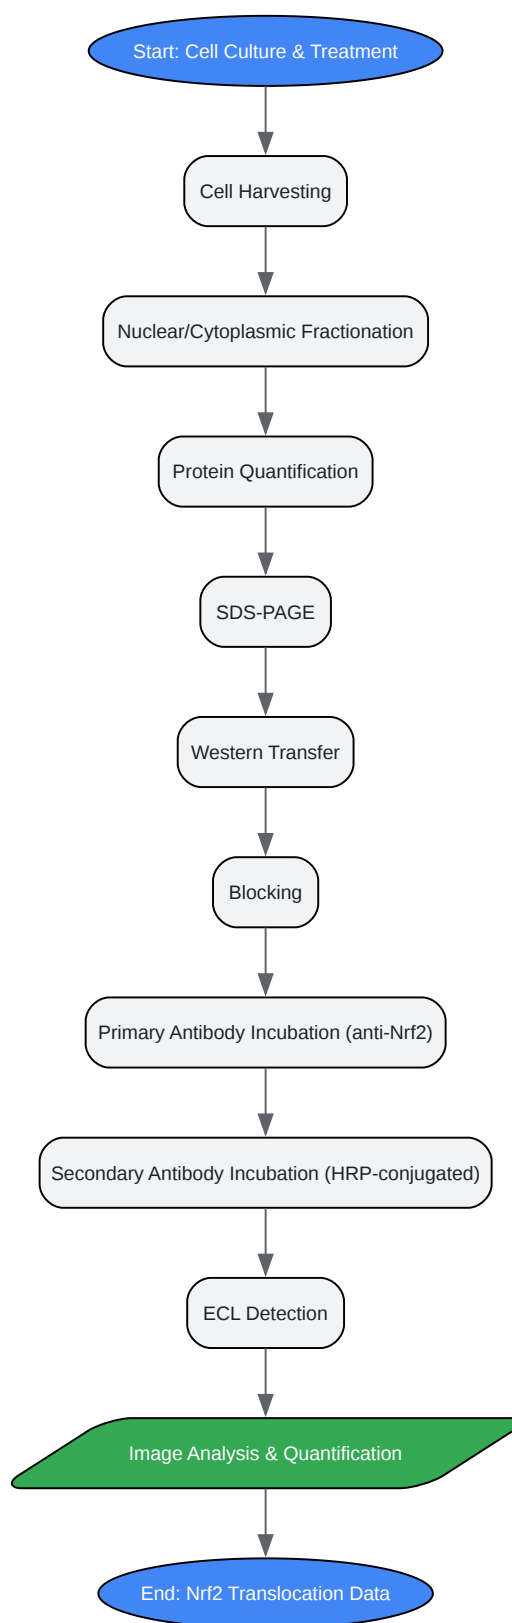 Start: Cell Culture & Treatment
Cell Harvesting
Nuclear/Cytoplasmic Fractionation
Protein Quantification
SDS-PAGE
Western Transfer
Blocking
Primary Antibody Incubation (anti-Nrf2)
Secondary Antibody Incubation (HRP-conjugated)
ECL Detection
Image Analysis & Quantification
End: Nrf2 Translocation Data